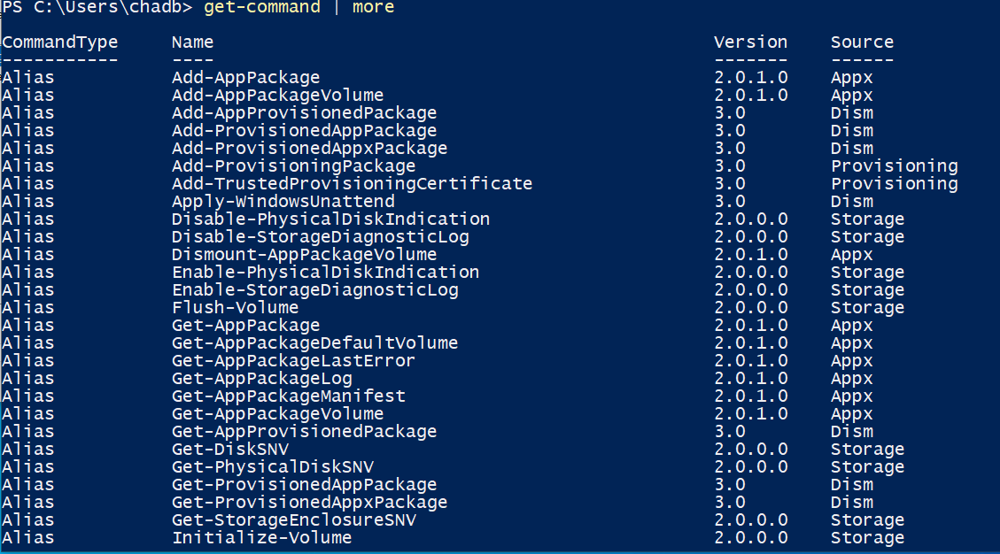 PS C:\Users\chadb> get-command | more
CommandType Name Version Source
----------- ---- ------- ------
Alias Add-AppPackage 2.0.1.0 Appx
Alias Add-AppPackageVolume 2.0.1.0 Appx
Alias Add-AppProvisionedPackage 3.0 Dism
Alias Add-ProvisionedAppPackage 3.0 Dism
Alias Add-ProvisionedAppxPackage 3.0 Dism
Alias Add-ProvisioningPackage 3.0 Provisioning
Alias Add-TrustedProvisioningCertificate 3.0 Provisioning
Alias Apply-WindowsUnattend 3.0 Dism
Alias Disable-PhysicalDiskIndication 2.0.0.0 Storage
Alias Disable-StorageDiagnosticLog 2.0.0.0 Storage
Alias Dismount-AppPackageVolume 2.0.1.0 Appx
Alias Enable-PhysicalDiskIndication 2.0.0.0 Storage
Alias Enable-StorageDiagnosticLog 2.0.0.0 Storage
Alias Flush-Volume 2.0.0.0 Storage
Alias Get-AppPackage 2.0.1.0 Appx
Alias Get-AppPackageDefaultVolume 2.0.1.0 Appx
Alias Get-AppPackageLastError 2.0.1.0 Appx
Alias Get-AppPackageLog 2.0.1.0 Appx
Alias Get-AppPackageManifest 2.0.1.0 Appx
Alias Get-AppPackageVolume 2.0.1.0 Appx
Alias Get-AppProvisionedPackage 3.0 Dism
Alias Get-DiskSNV 2.0.0.0 Storage
Alias Get-PhysicalDiskSNV 2.0.0.0 Storage
Alias Get-ProvisionedAppPackage 3.0 Dism
Alias Get-ProvisionedAppxPackage 3.0 Dism
Alias Get-StorageEnclosureSNV 2.0.0.0 Storage
Alias Initialize-Volume 2.0.0.0 Storage